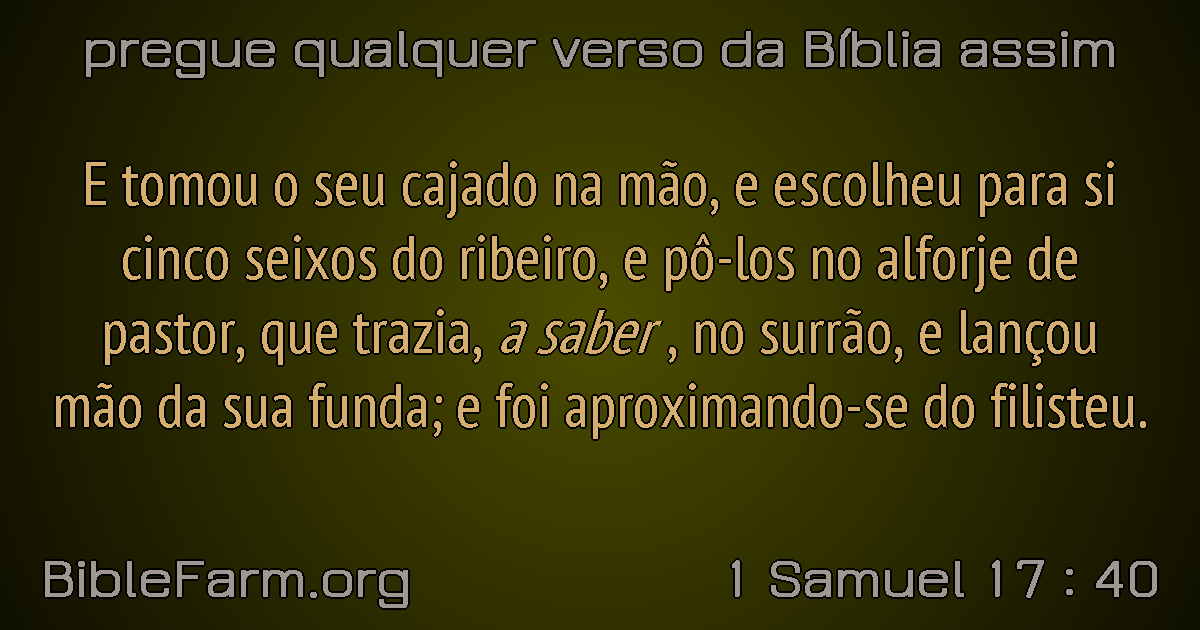 pregue qualquer verso da Bíblia assim
E tomou o seu cajado na mão, e escolheu para si
cinco seixos do ribeiro, e pô-los no alforje de
pastor, que trazia, a saber , no surrão, e lançou
mão da sua funda; e foi aproximando-se do filisteu.
BibleFarm.org
1 Samuel 17 : 40